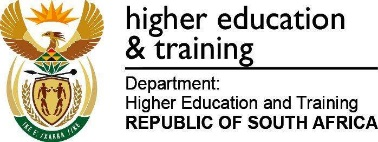 higher education
& training
Department:
Higher Education and Training
REPUBLIC OF SOUTH AFRICA